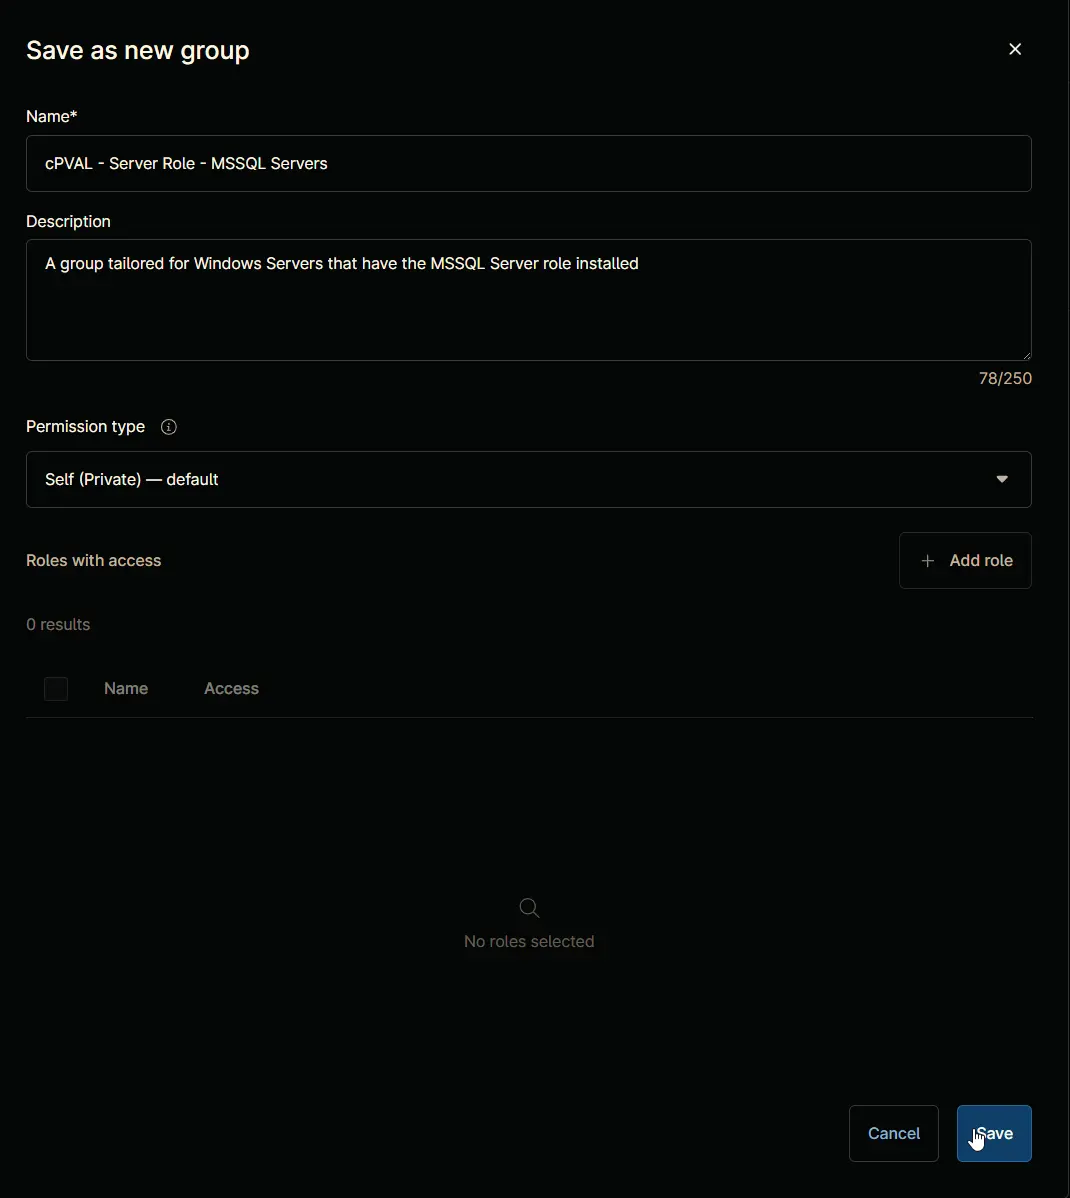 Save as new group
Name*
cPVAL - Server Role - MSSQL Servers
Description
A group tailored for Windows Servers that have the MSSQL Server role installed
78/250
Permission type
Self (Private) — default
Roles with access
Add role
0 results
Name Access
No roles selected
Cancel Save